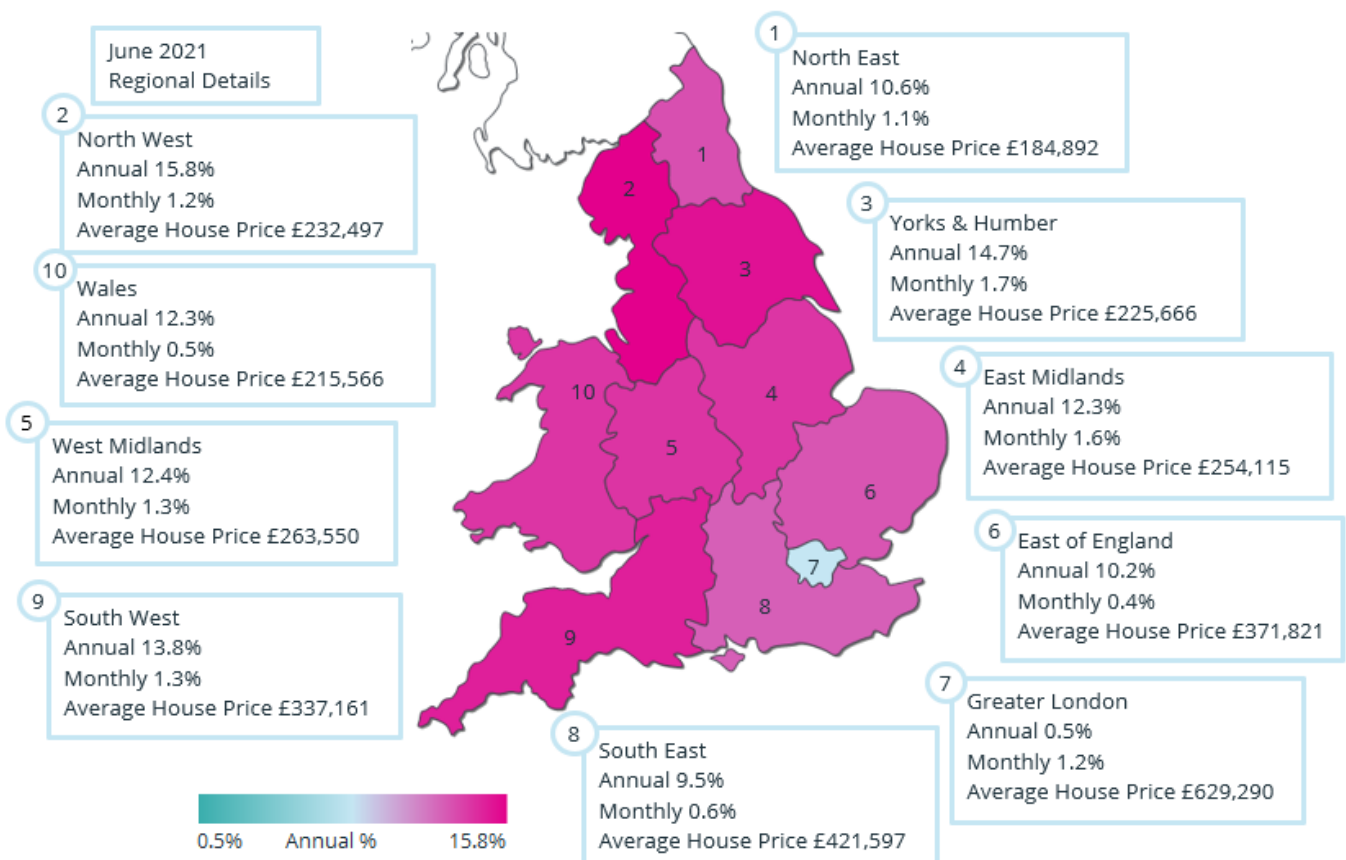 June 2021
Regional Details
1
North East
Annual 10.6%
Monthly 1.1%
Average House Price £184,892
2
North West
Annual 15.8%
Monthly 1.2%
Average House Price £232,497
3
Yorks & Humber
Annual 14.7%
Monthly 1.7%
Average House Price £225,666
10
Wales
Annual 12.3%
Monthly 0.5%
Average House Price £215,566
4
East Midlands
Annual 12.3%
Monthly 1.6%
Average House Price £254,115
5
West Midlands
Annual 12.4%
Monthly 1.3%
Average House Price £263,550
6
East of England
Annual 10.2%
Monthly 0.4%
Average House Price £371,821
9
South West
Annual 13.8%
Monthly 1.3%
Average House Price £337,161
7
Greater London
Annual 0.5%
Monthly 1.2%
Average House Price £629,290
8
South East
Annual 9.5%
Monthly 0.6%
Average House Price £421,597
1
2
3
10
4
5
6
7
8
9
0.5% Annual % 15.8%